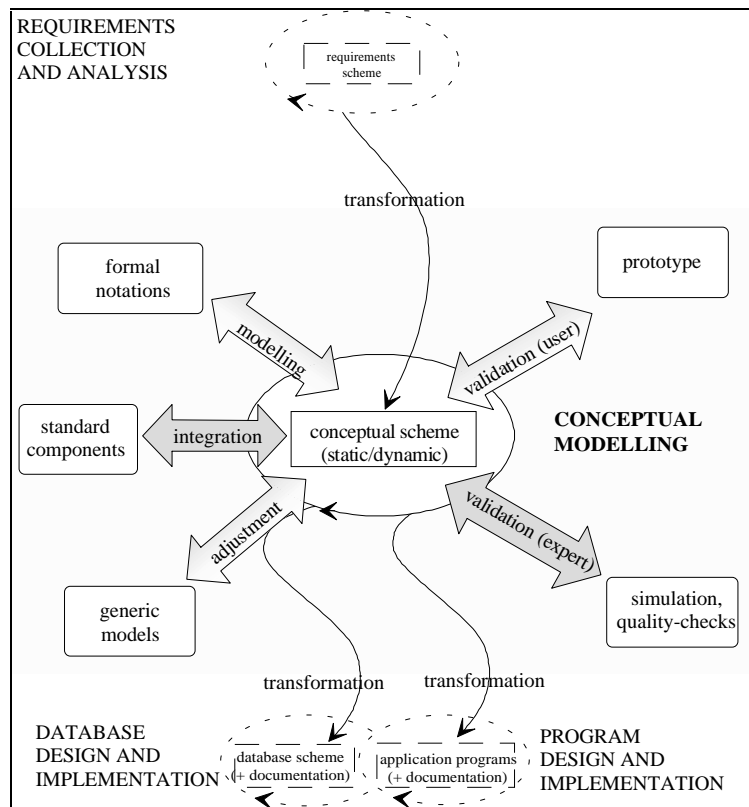 REQUIREMENTS
COLLECTION
AND ANALYSIS
requirements
scheme
transformation
formal
notations
prototype
modelling
validation (user)
standard
components
integration
conceptual scheme
(static/dynamic)
CONCEPTUAL
MODELLING
adjustment
validation (expert)
generic
models
simulation,
quality-checks
transformation
transformation
DATABASE
DESIGN AND
IMPLEMENTATION
database scheme
(+ documentation)
application programs
(+ documentation)
PROGRAM
DESIGN AND
IMPLEMENTATION